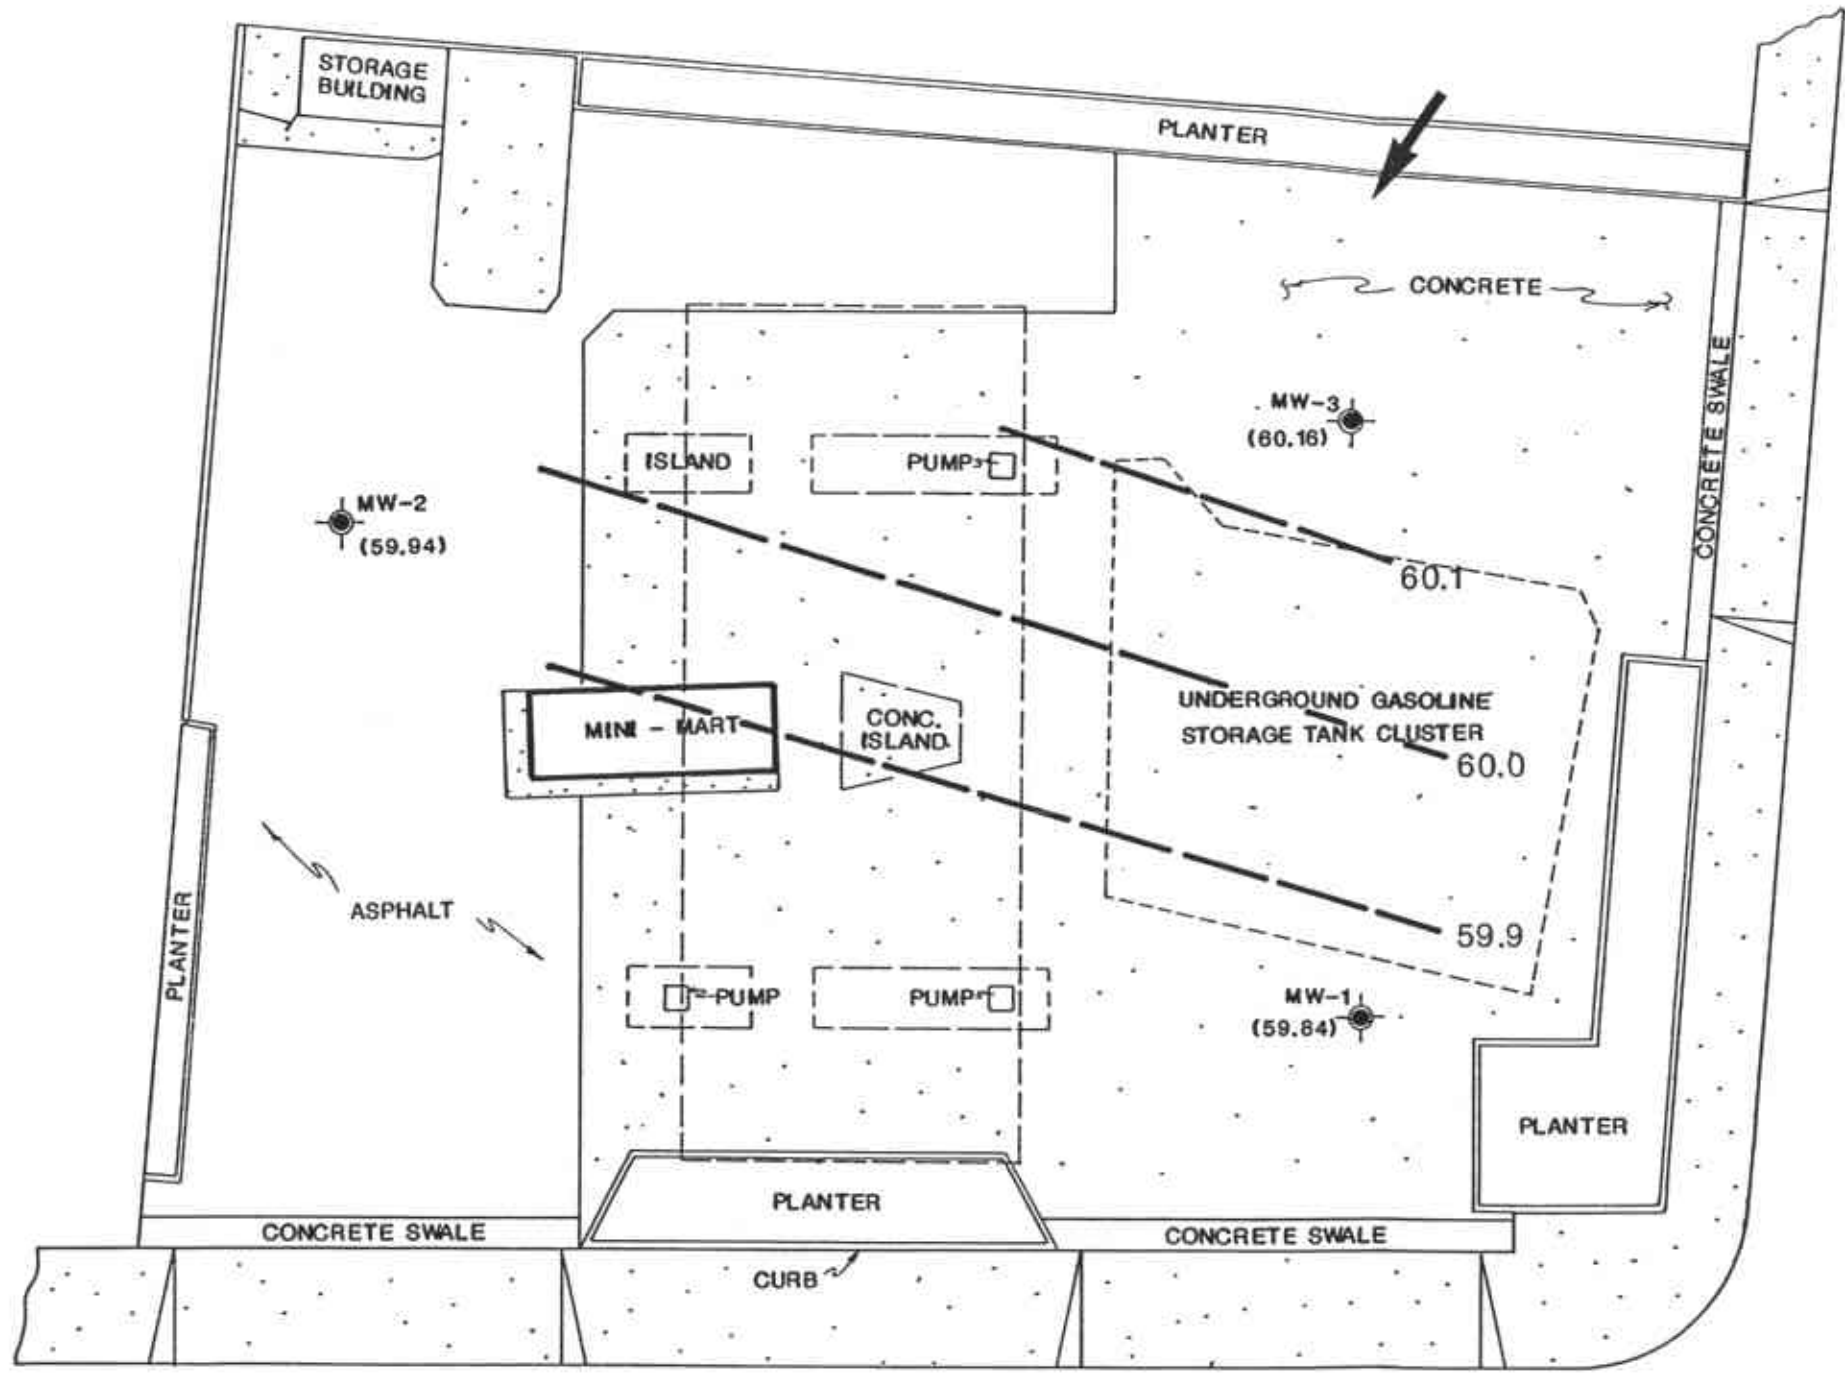 STORAGE
BUILDING
PLANTER
CONCRETE
CONCRETE SWALE
MW-3
(60.16)
ISLAND
PUMP
MW-2
(59.94)
60.1
UNDERGROUND GASOLINE
STORAGE TANK CLUSTER
60.0
MINI - MART
CONC.
ISLAND
PLANTER
ASPHALT
59.9
PUMP
PUMP
MW-1
(59.84)
PLANTER
PLANTER
CONCRETE SWALE
CONCRETE SWALE
CURB